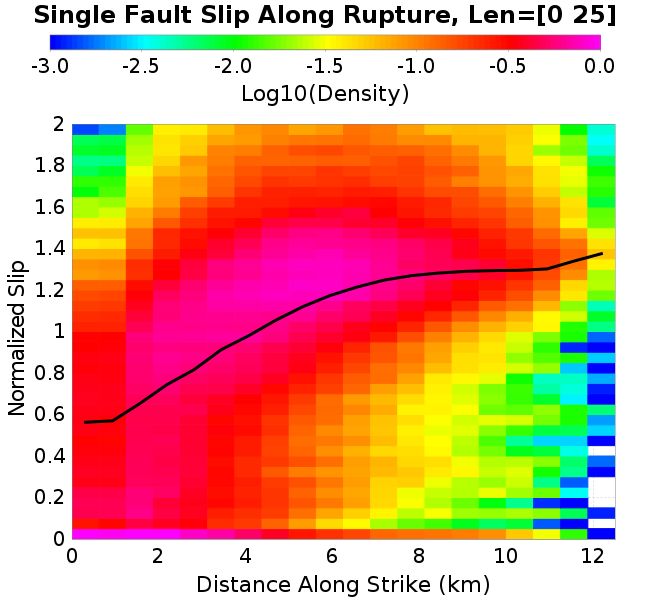 Single Fault Slip Along Rupture, Len=[0 25]
-3.0 -2.5 -2.0 -1.5 -1.0 -0.5 0.0
Log10(Density)
2
1.8
1.6
1.4
1.2
1
0.8
0.6
0.4
0.2
0
Normalized Slip
0 2 4 6 8 10 12
Distance Along Strike (km)